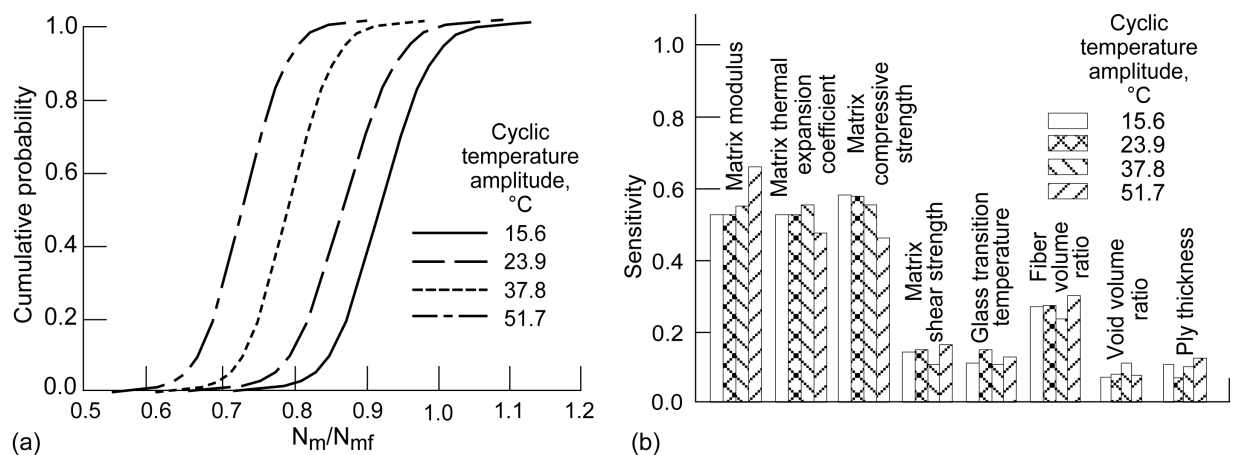 (a)
Cumulative probability
1.0
0.8
0.6
0.4
0.2
0.0
0.5
0.6
0.7
0.8
0.9
1.0
1.1
1.2
Nm/Nmf
Cyclic
temperature
amplitude,
°C
15.6
23.9
37.8
51.7
(b)
Sensitivity
1.0
0.8
0.6
0.4
0.2
0.0
Matrix modulus
Matrix thermal
expansion
coefficient
Matrix
compressive
strength
Matrix
shear strength
Glass transition
temperature
Fiber
volume
ratio
Void volume
ratio
Ply thickness
Cyclic
temperature
amplitude,
°C
15.6
23.9
37.8
51.7